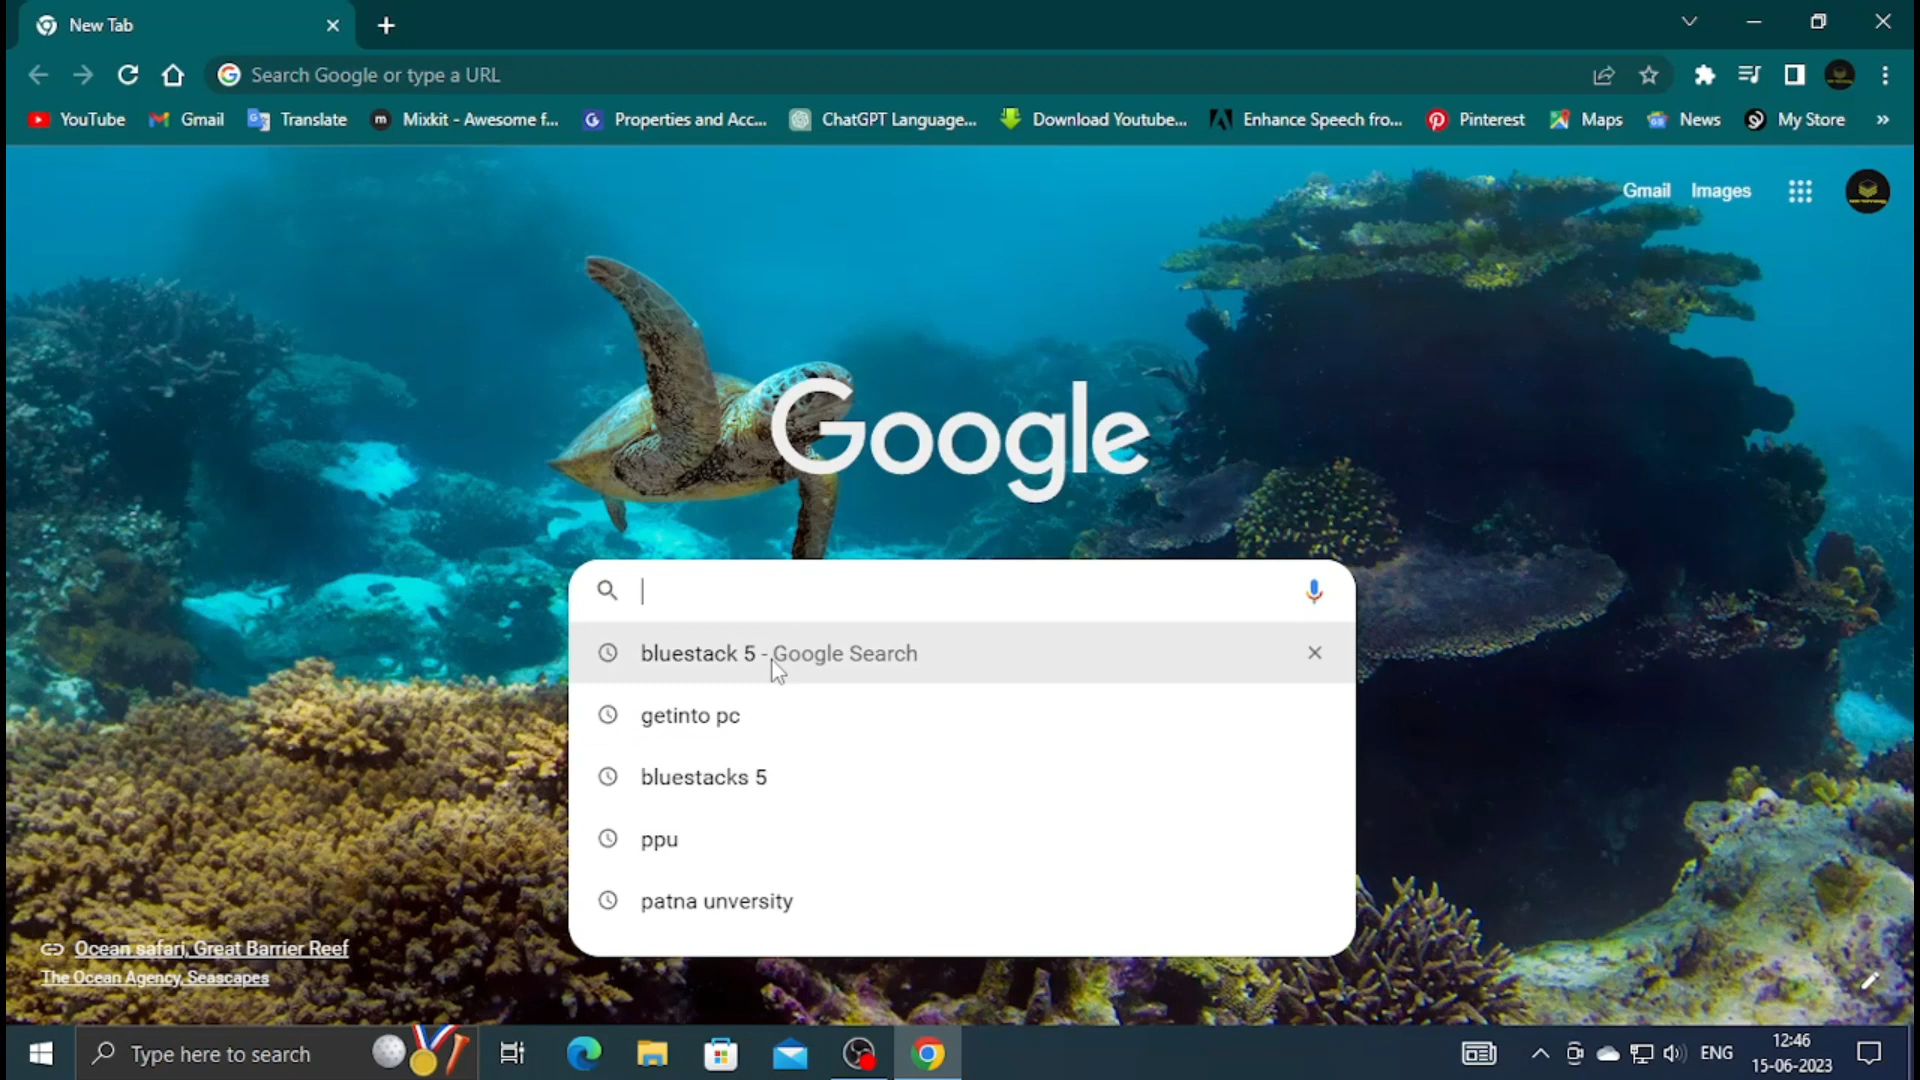 New Tab
Search Google or type a URL
YouTube
Gmail
Translate
Mixkit - Awesome f...
Properties and Acc...
ChatGPT Language...
Download Youtube...
Enhance Speech fro...
Pinterest
Maps
News
My Store
»
Gmail
Images
Google
bluestack 5 - Google Search
getinto pc
bluestacks 5
ppu
patna unversity
Ocean safari, Great Barrier Reef
The Ocean Agency, Seascapes
Type here to search
ENG
12:46
15-06-2023